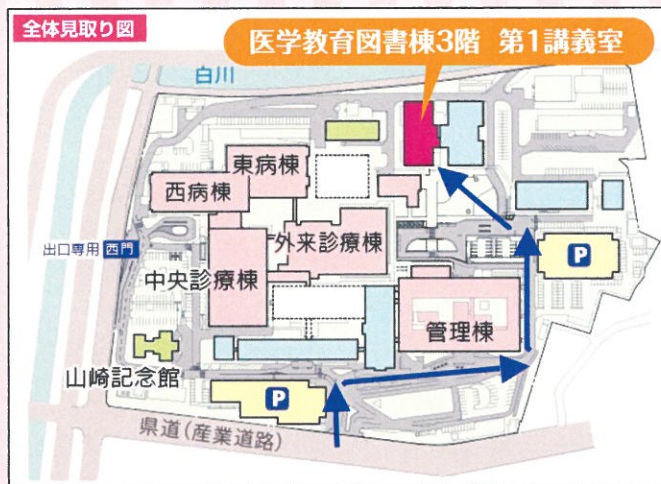 全体見取り図
医学教育図書棟3階 第1講義室
白川
東病棟
西病棟
出口専用 西門
外来診療棟
中央診療棟
P
管理棟
山崎記念館
P
県道(産業道路)